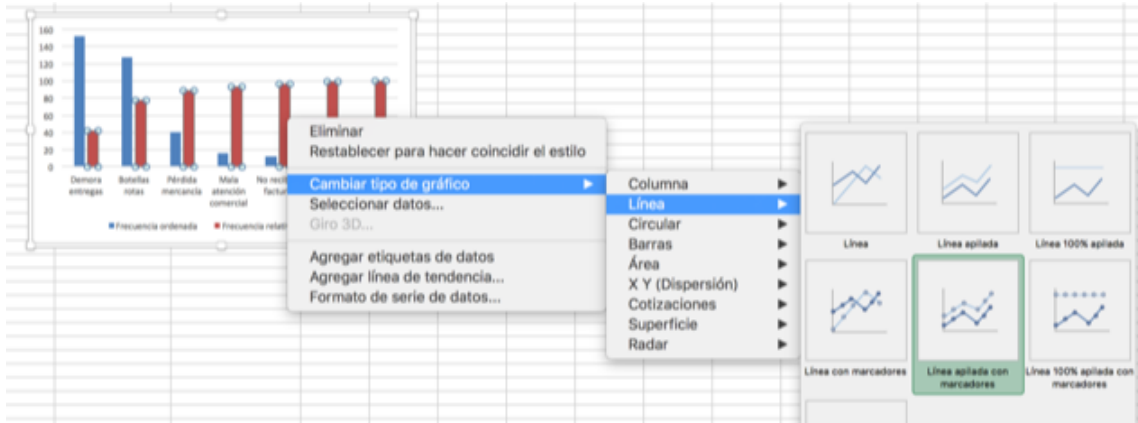 160
140
120
100
80
60
40
20
0
Demora entregas
Botellas rotas
Pérdida mercancía
Mala atención comercial
No
Frecuencia ordenada
Frecuencia
Eliminar
Restablecer para hacer coincidir el estilo
Cambiar tipo de gráfico
Seleccionar datos...
Giro 3D...
Agregar etiquetas de datos
Agregar línea de tendencia...
Formato de serie de datos...
Columna
Línea
Circular
Barras
Área
X Y (Dispersión)
Cotizaciones
Superficie
Radar
Línea
Línea apilada
Línea 100% apilada
Línea con marcadores
Línea apilada con marcadores
Línea 100% apilada con marcadores